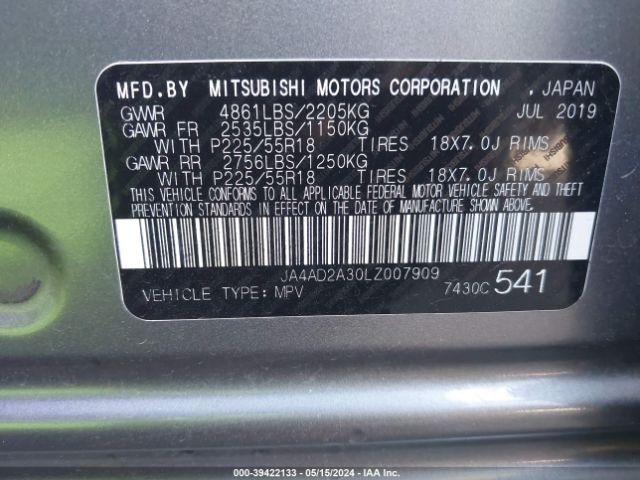 MFD.BY MITSUBISHI MOTORS CORPORATION . JAPAN
GVWR 4861LBS/2205KG JUL 2019
GAWR FR 2535LBS/1150KG
WITH P225/55R18 TIRES 18X7.0J RIMS
GAWR RR 2756LBS/1250KG
WITH P225/55R18 TIRES 18X7.0J RIMS
THIS VEHICLE CONFORMS TO ALL APPLICABLE FEDERAL MOTOR VEHICLE SAFETY AND THEFT
PREVENTION STANDARDS IN EFFECT ON THE DATE OF MANUFACTURE SHOWN ABOVE.
JA4AD2A30LZ007909
VEHICLE TYPE: MPV 7430C 541
000-39422133 - 05/15/2024 - IAA Inc.